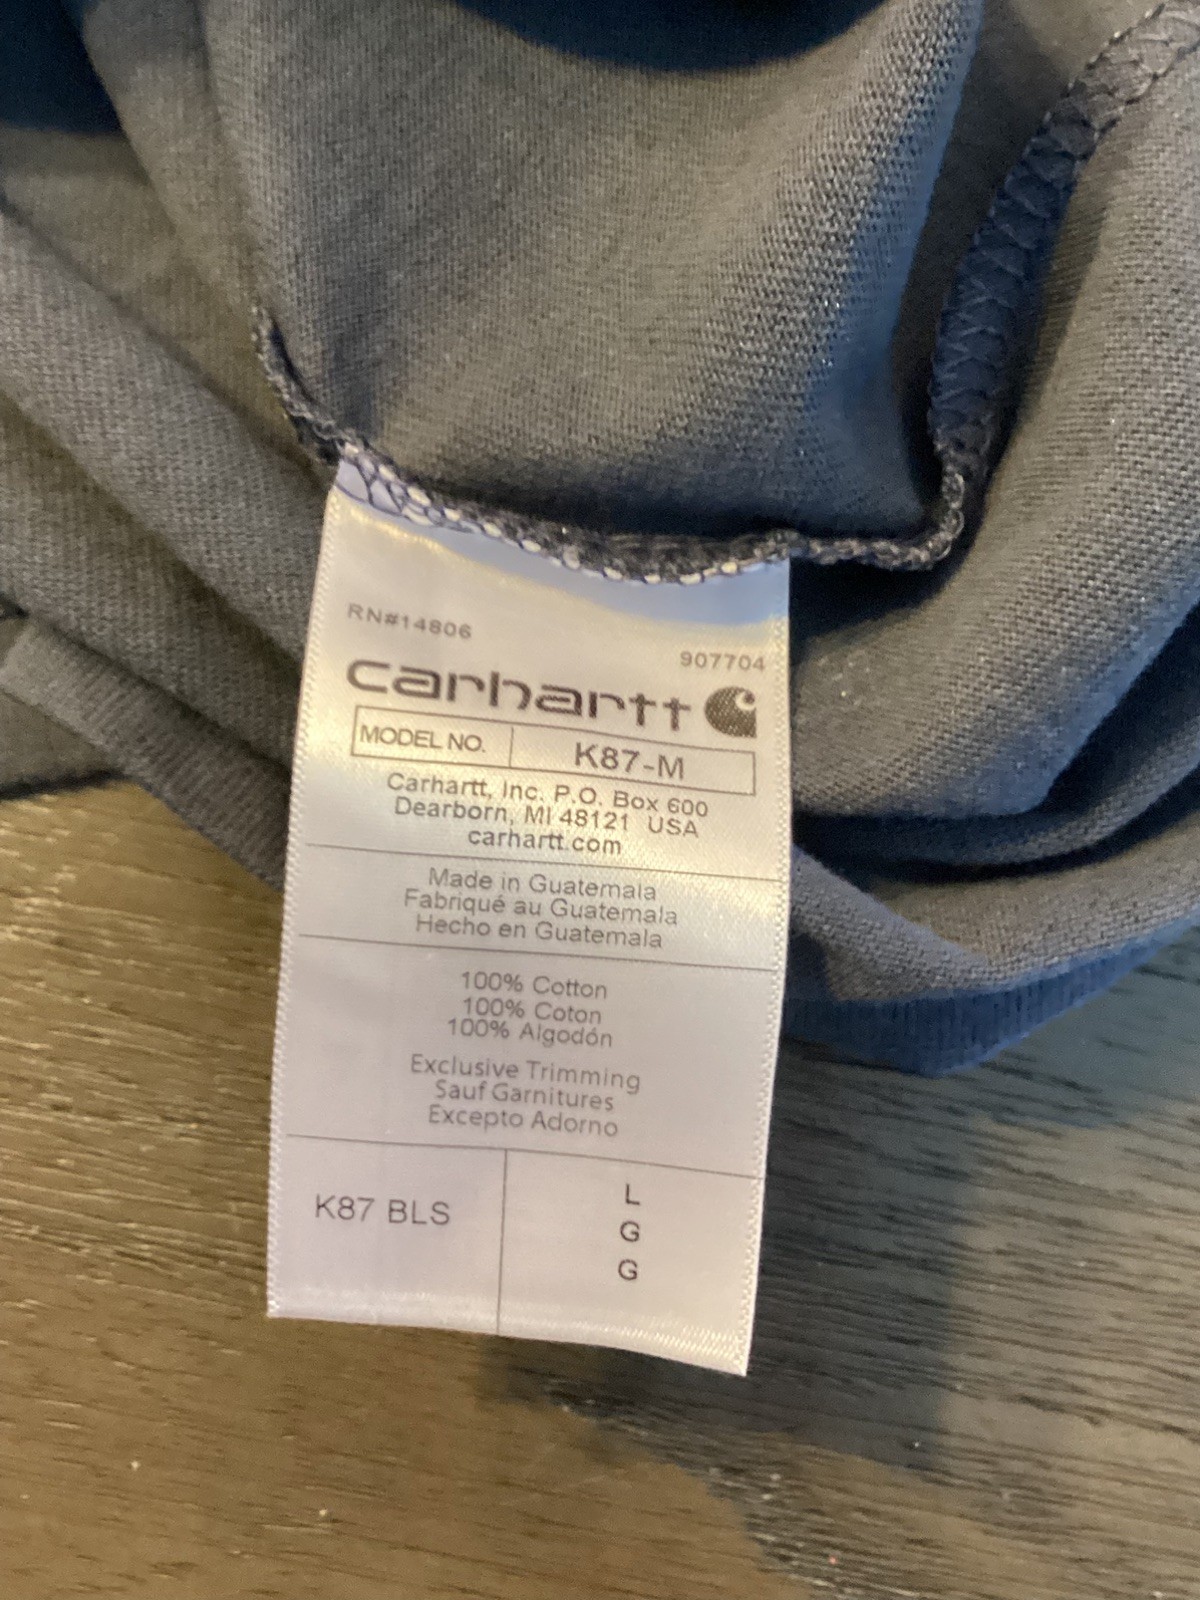 RN#14806
907704
carhartt
MODEL NO. K87-M
Carhartt, Inc. P.O. Box 600
Dearborn, MI 48121 USA
carhartt.com
Made in Guatemala
Fabriqué au Guatemala
Hecho en Guatemala
100% Cotton
100% Coton
100% Algodón
Exclusive Trimming
Sauf Garnitures
Excepto Adorno
K87 BLS
L
G
G